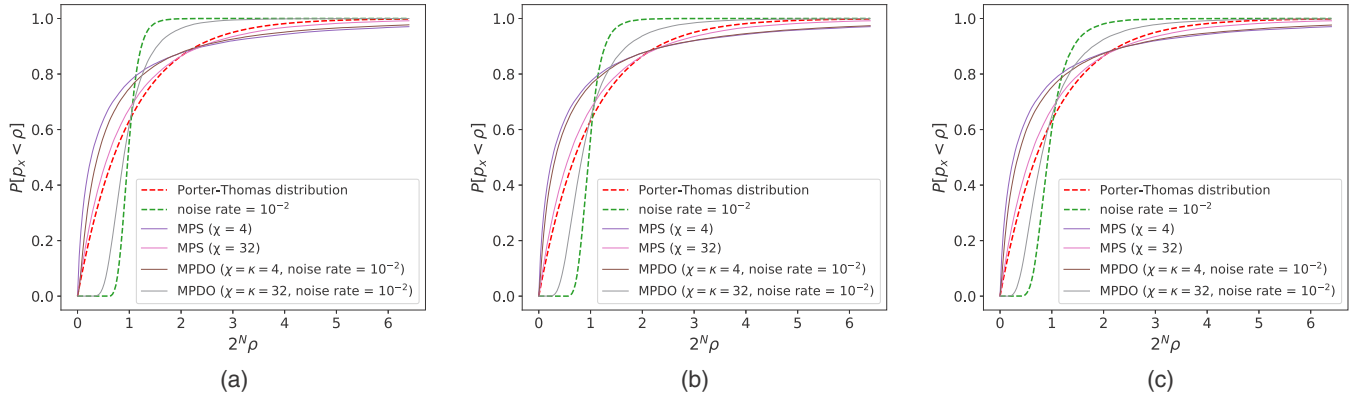 1.0
0.8
0.6
0.4
0.2
0.0
P[pₓ < ρ]
Porter-Thomas distribution
noise rate = 10⁻²
MPS (χ = 4)
MPS (χ = 32)
MPDO (χ = κ = 4, noise rate = 10⁻²)
MPDO (χ = κ = 32, noise rate = 10⁻²)
0 1 2 3 4 5 6
2ᴺρ
(a)
1.0
0.8
0.6
0.4
0.2
0.0
P[pₓ < ρ]
Porter-Thomas distribution
noise rate = 10⁻²
MPS (χ = 4)
MPS (χ = 32)
MPDO (χ = κ = 4, noise rate = 10⁻²)
MPDO (χ = κ = 32, noise rate = 10⁻²)
0 1 2 3 4 5 6
2ᴺρ
(b)
1.0
0.8
0.6
0.4
0.2
0.0
P[pₓ < ρ]
Porter-Thomas distribution
noise rate = 10⁻²
MPS (χ = 4)
MPS (χ = 32)
MPDO (χ = κ = 4, noise rate = 10⁻²)
MPDO (χ = κ = 32, noise rate = 10⁻²)
0 1 2 3 4 5 6
2ᴺρ
(c)